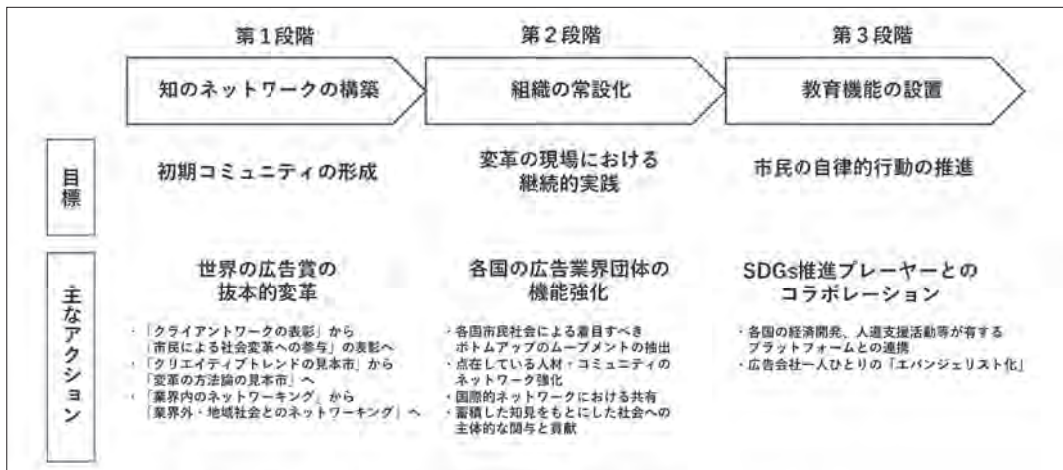 第1段階
第2段階
第3段階
知のネットワークの構築
組織の常設化
教育機能の設置
目標
初期コミュニティの形成
変革の現場における
継続的実践
市民の自律的行動の推進
主なアクション
世界の広告賞の
抜本的変革
・「クライアントワークの表彰」から
「市民による社会変革への参与」の表彰へ
・「クリエイティブトレンドの見本市」から
「変革の方法論の見本市」へ
・「業界内のネットワーキング」から
「業界外・地域社会とのネットワーキング」へ
各国の広告業界団体の
機能強化
・各国市民社会による着目すべき
ボトムアップのムーブメントの抽出
・点在している人材・コミュニティの
ネットワーク強化
・国際的ネットワークにおける共有
・蓄積した知見をもとにした社会への
主体的な関与と貢献
SDGs推進プレーヤーとの
コラボレーション
・各国の経済開発、人道支援活動等が有する
プラットフォームとの連携
・広告会社一人ひとりの「エバンジェリスト化」